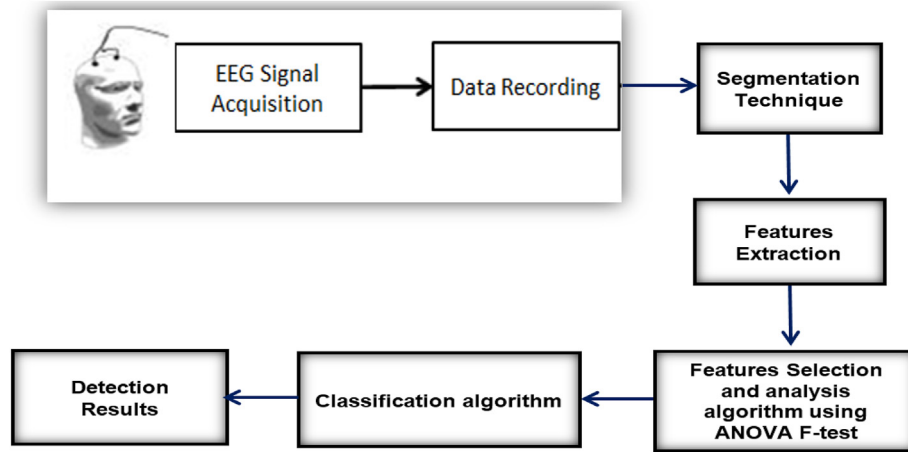 EEG Signal
Acquisition
Data Recording
Segmentation
Technique
Features
Extraction
Features Selection
and analysis
algorithm using
ANOVA F-test
Classification algorithm
Detection
Results